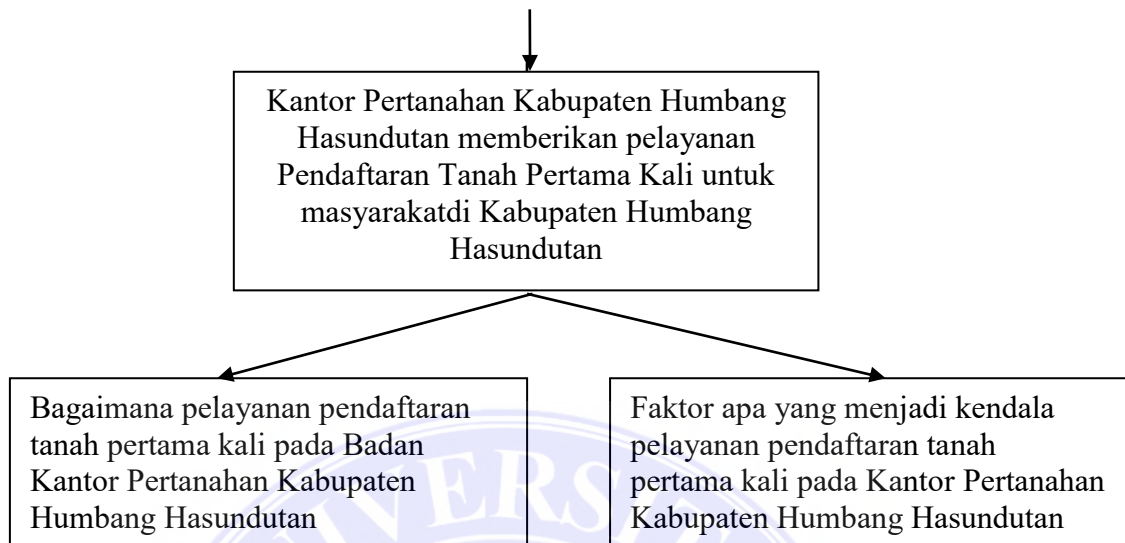 Kantor Pertanahan Kabupaten Humbang
Hasundutan memberikan pelayanan
Pendaftaran Tanah Pertama Kali untuk
masyarakatdi Kabupaten Humbang
Hasundutan
Bagaimana pelayanan pendaftaran
tanah pertama kali pada Badan
Kantor Pertanahan Kabupaten
Humbang Hasundutan
Faktor apa yang menjadi kendala
pelayanan pendaftaran tanah
pertama kali pada Kantor Pertanahan
Kabupaten Humbang Hasundutan